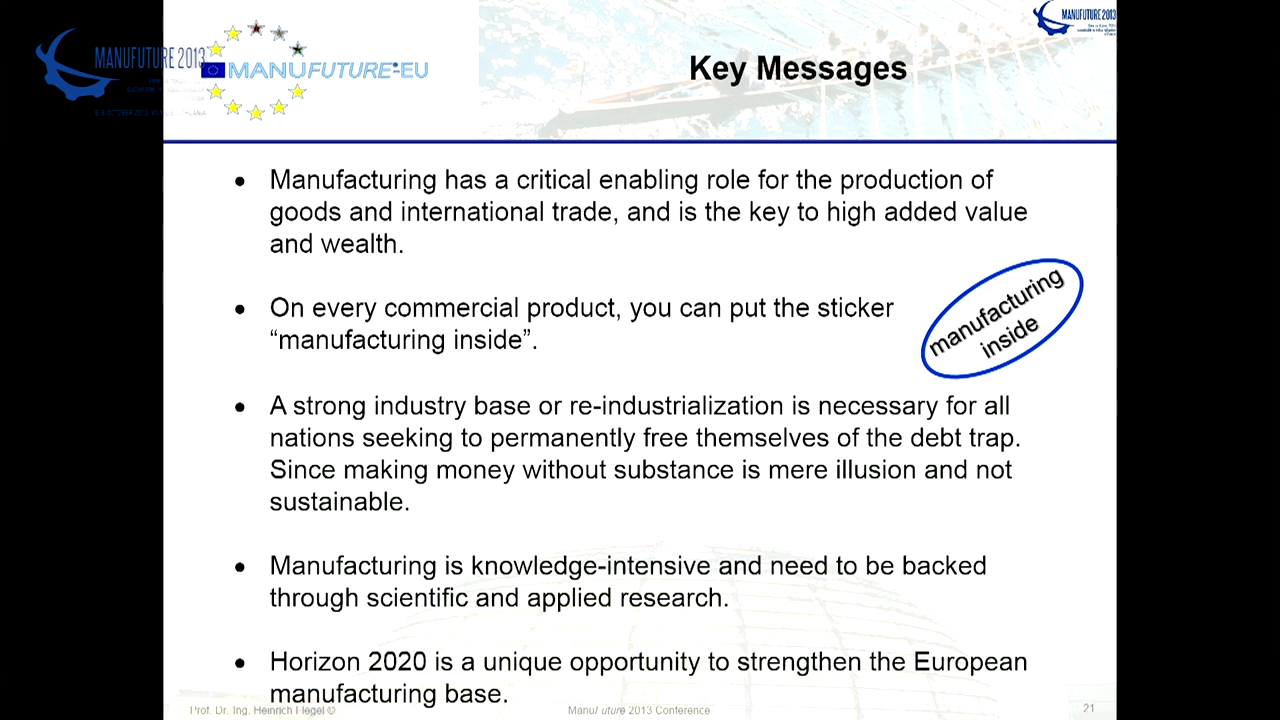 MANUFUTURE 2013
MANUFUTURE-EU
MANUFUTURE 2013
Key Messages
Manufacturing has a critical enabling role for the production of
goods and international trade, and is the key to high added value
and wealth.
On every commercial product, you can put the sticker
“manufacturing inside”.
manufacturing
inside
A strong industry base or re-industrialization is necessary for all
nations seeking to permanently free themselves of the debt trap.
Since making money without substance is mere illusion and not
sustainable.
Manufacturing is knowledge-intensive and need to be backed
through scientific and applied research.
Horizon 2020 is a unique opportunity to strengthen the European
manufacturing base.
Prof. Dr. Ing. Heinrich Flegel ©
Manufuture 2013 Conference
21